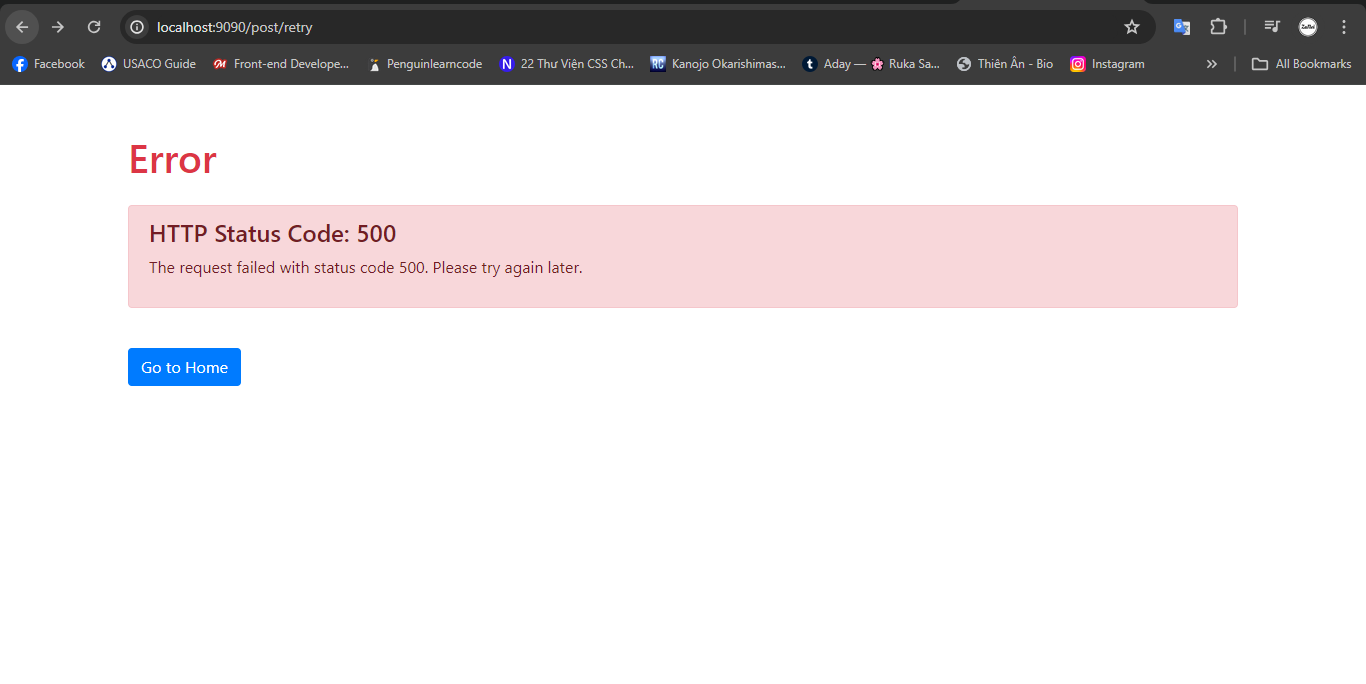 localhost:9090/post/retry
Facebook USACO Guide Front-end Develope... Penguinlearncode N 22 Thư Viện CSS Ch... RC Kanojo Okarishimas... t Aday — 🌸 Ruka Sa... Thiên Ân - Bio Instagram » All Bookmarks
Error
HTTP Status Code: 500
The request failed with status code 500. Please try again later.
Go to Home